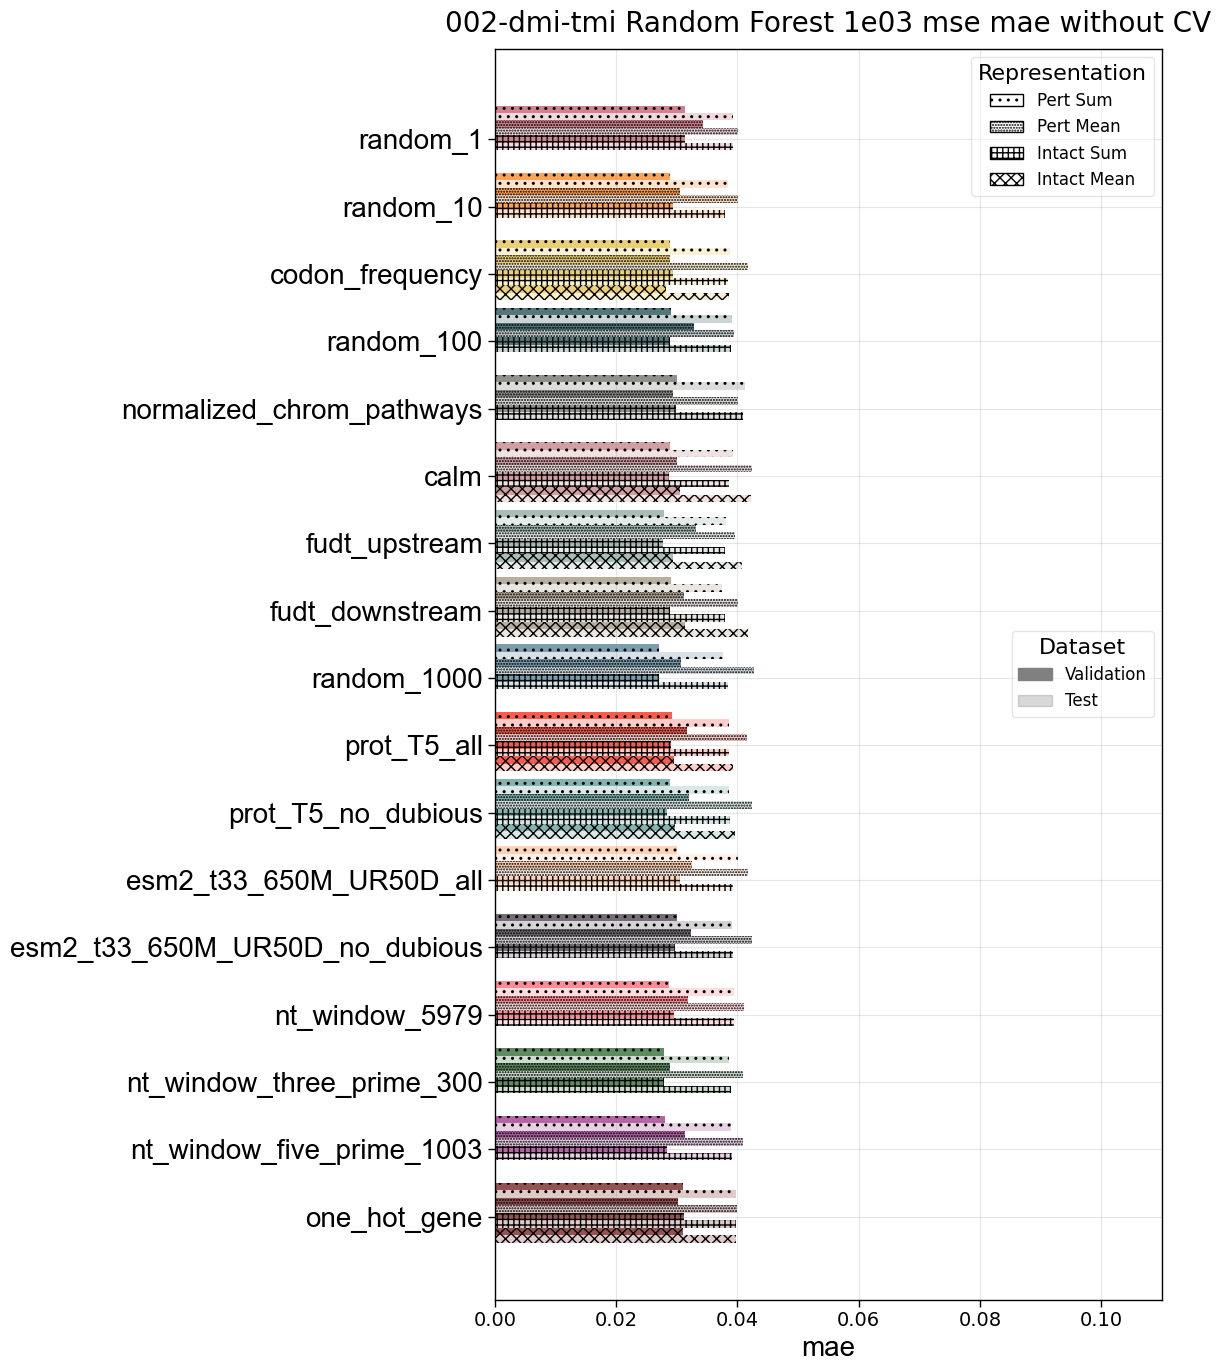 002-dmi-tmi Random Forest 1e03 mse mae without CV
Representation
Pert Sum
Pert Mean
Intact Sum
Intact Mean
random_1
random_10
codon_frequency
random_100
normalized_chrom_pathways
calm
fudt_upstream
fudt_downstream
random_1000
prot_T5_all
prot_T5_no_dubious
esm2_t33_650M_UR50D_all
esm2_t33_650M_UR50D_no_dubious
nt_window_5979
nt_window_three_prime_300
nt_window_five_prime_1003
one_hot_gene
Dataset
Validation
Test
0.00 0.02 0.04 0.06 0.08 0.10
mae